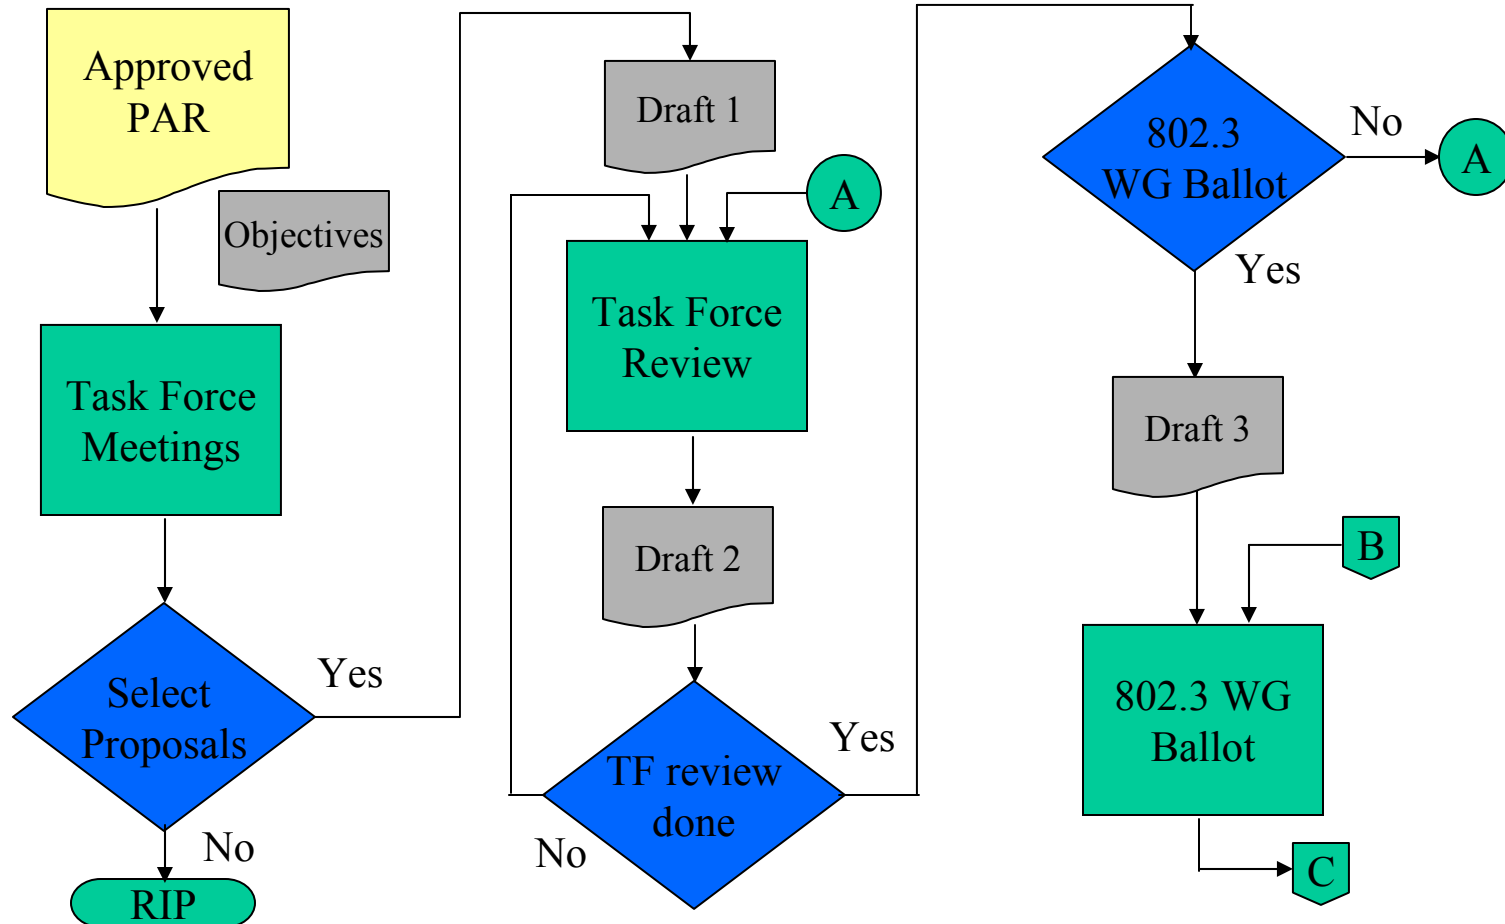 Approved
PAR
Objectives
Task Force
Meetings
Select
Proposals
Yes
No
RIP
Draft 1
A
Task Force
Review
Draft 2
TF review
done
Yes
No
802.3
WG Ballot
No
A
Yes
Draft 3
B
802.3 WG
Ballot
C